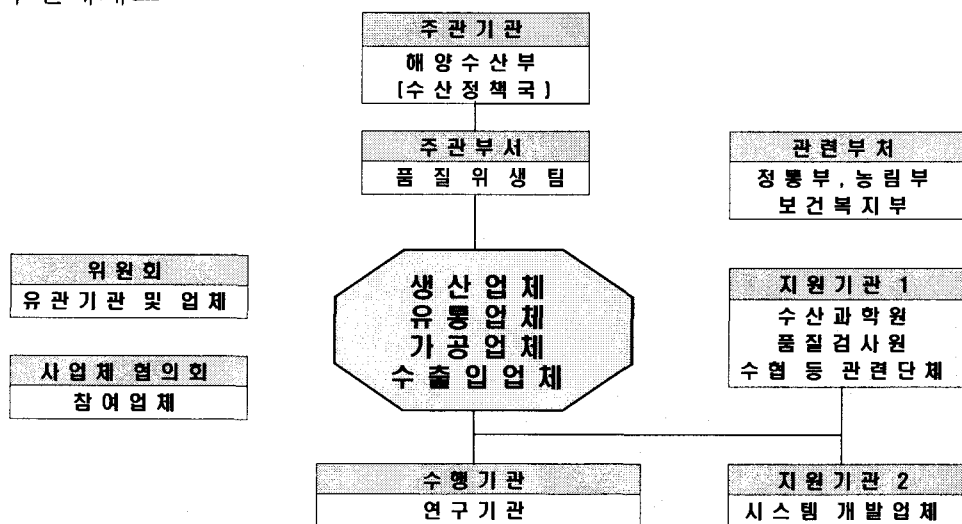 주관기관
해양수산부
(수산정책국)
주관부서
품질위생팀
관련부처
정통부, 농림부
보건복지부
위원회
유관기관 및 업체
생산업체
유통업체
가공업체
수출입업체
지원기관 1
수산과학원
품질검사원
수협 등 관련단체
사업체 협의회
참여업체
수행기관
연구기관
지원기관 2
시스템 개발업체